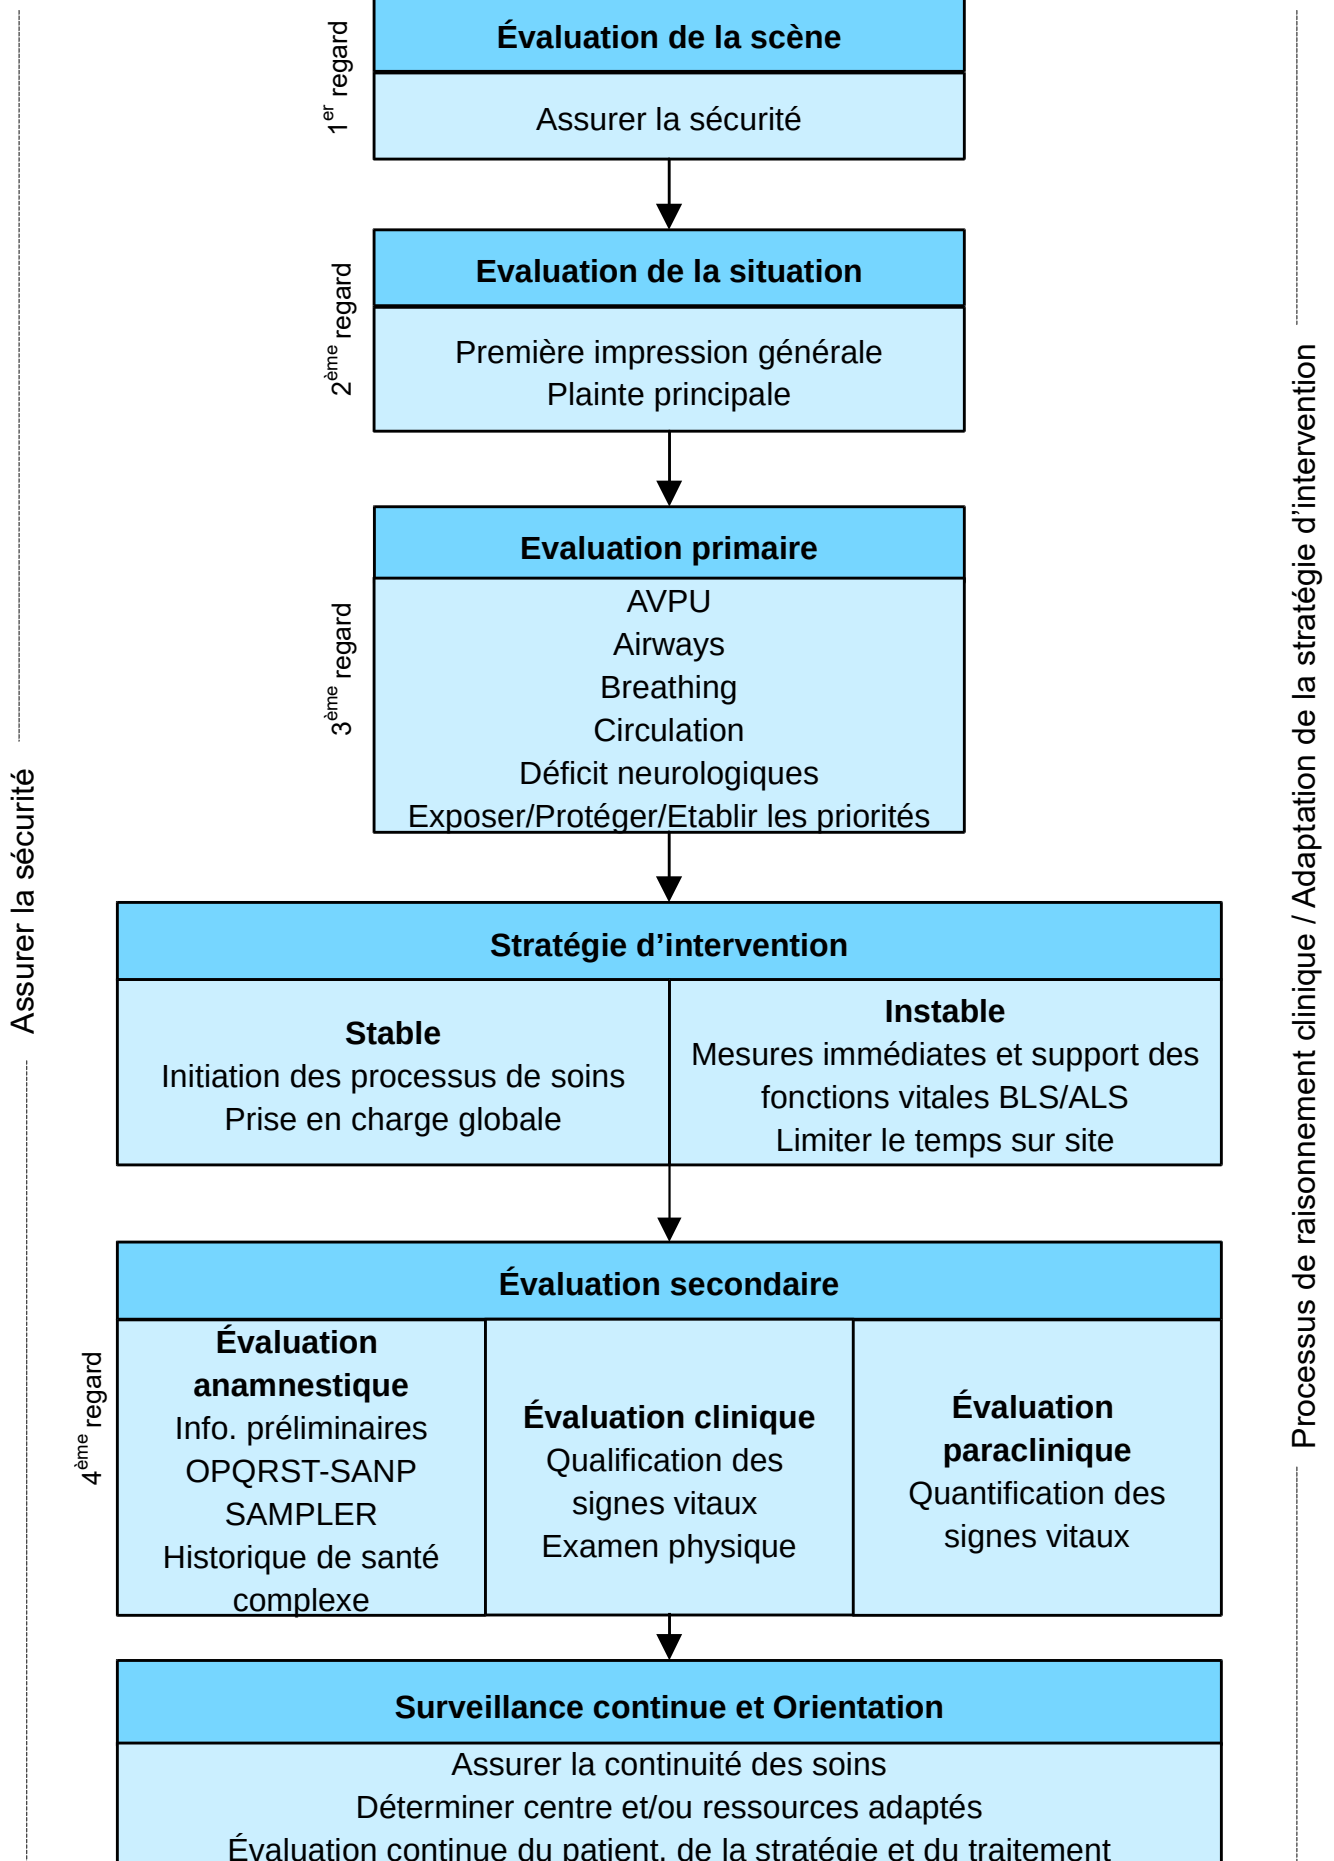 Évaluation de la scène
1er regard
Assurer la sécurité
Evaluation de la situation
2ème regard
Première impression générale
Plainte principale
Evaluation primaire
3ème regard
AVPU
Airways
Breathing
Circulation
Déficit neurologiques
Exposer/Protéger/Etablir les priorités
Stratégie d’intervention
Stable
Initiation des processus de soins
Prise en charge globale
Instable
Mesures immédiates et support des
fonctions vitales BLS/ALS
Limiter le temps sur site
Évaluation secondaire
4ème regard
Évaluation
anamnestique
Info. préliminaires
OPQRST-SANP
SAMPLER
Historique de santé
complexe
Évaluation clinique
Qualification des
signes vitaux
Examen physique
Évaluation
paraclinique
Quantification des
signes vitaux
Surveillance continue et Orientation
Assurer la continuité des soins
Déterminer centre et/ou ressources adaptés
Évaluation continue du patient, de la stratégie et du traitement
Assurer la sécurité
Processus de raisonnement clinique / Adaptation de la stratégie d’intervention